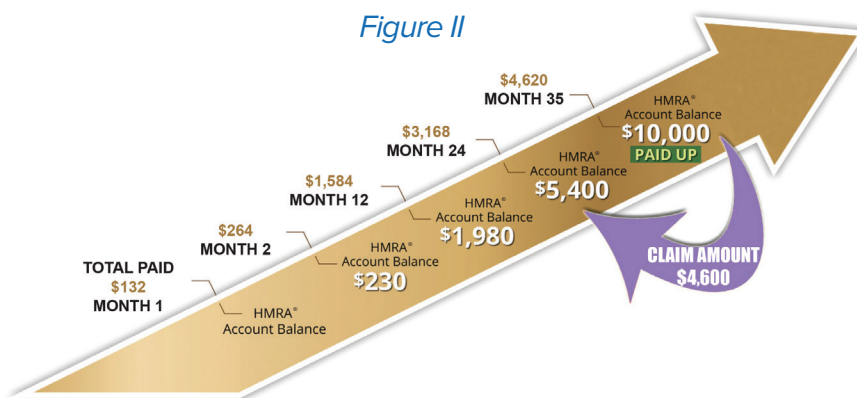 Figure II
$4,620
MONTH 35
HMRA®
Account Balance
$10,000
PAID UP
$3,168
MONTH 24
HMRA®
Account Balance
$5,400
$1,584
MONTH 12
HMRA®
Account Balance
$1,980
$264
MONTH 2
HMRA®
Account Balance
$230
TOTAL PAID
$132
MONTH 1
HMRA®
Account Balance
CLAIM AMOUNT
$4,600